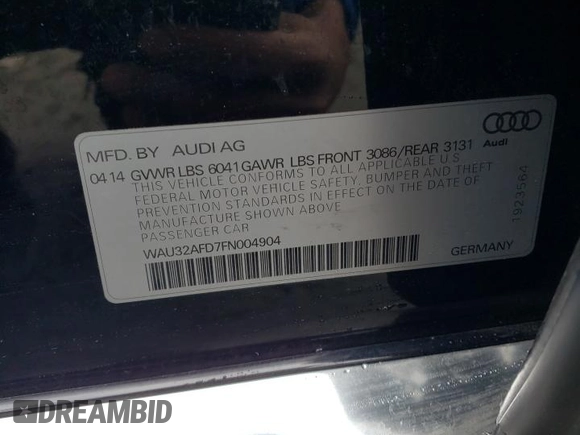 MFD. BY AUDI AG
Audi
04 14 GVWR LBS 6041 GAWR LBS FRONT 3086/REAR 3131
THIS VEHICLE CONFORMS TO ALL APPLICABLE U S
FEDERAL MOTOR VEHICLE SAFETY, BUMPER AND THEFT
PREVENTION STANDARDS IN EFFECT ON THE DATE OF
MANUFACTURE SHOWN ABOVE
PASSENGER CAR
WAU32AFD7FN004904
GERMANY
1923564
DREAMBID